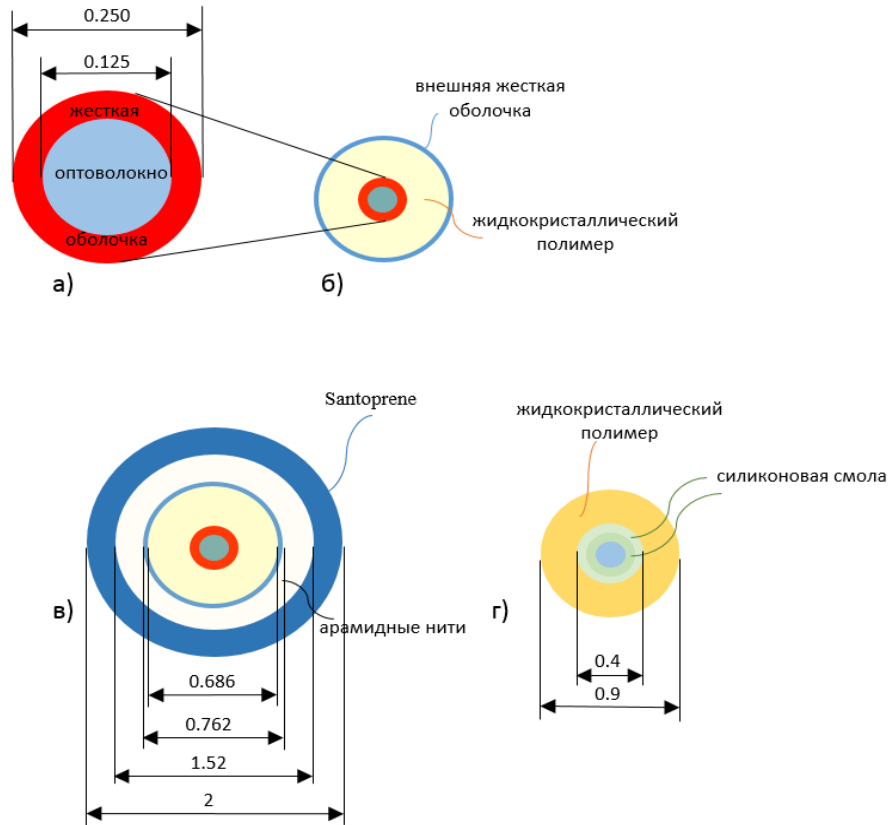 0.250
0.125
жесткая
оптоволокно
оболочка
а)
внешняя жесткая
оболочка
жидкокристаллический
полимер
б)
Santoprene
арамидные нити
в)
0.686
0.762
1.52
2
жидкокристаллический
полимер
силиконовая смола
г)
0.4
0.9